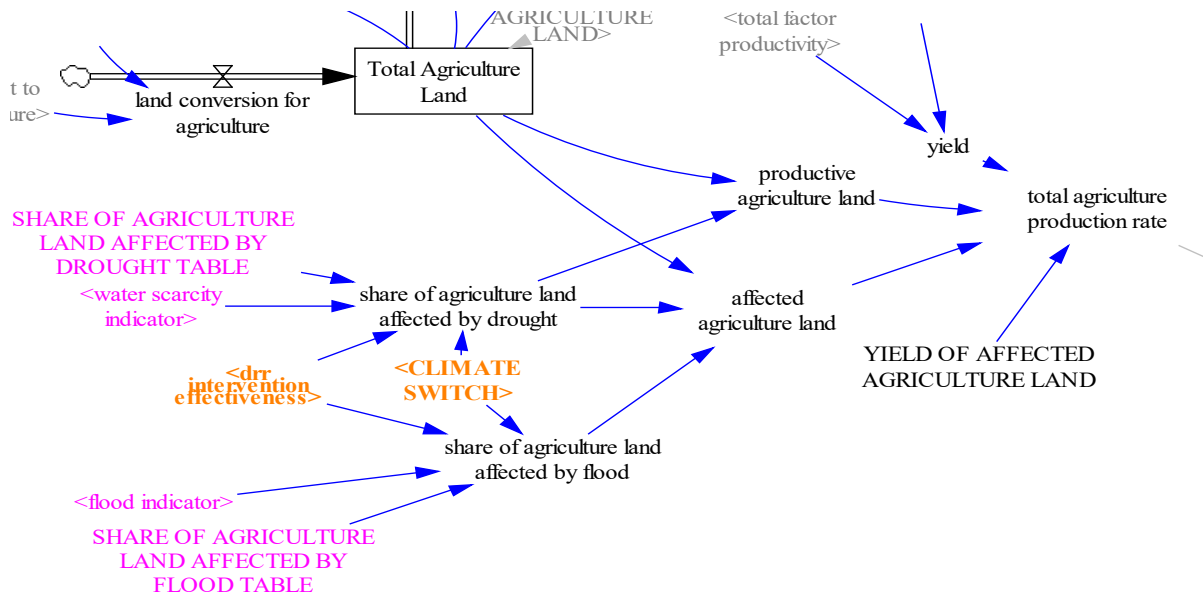 AGRICULTURE
LAND>
<total factor
productivity>
Total Agriculture
Land
t to
ure>
land conversion for
agriculture
yield
productive
agriculture land
total agriculture
production rate
SHARE OF AGRICULTURE
LAND AFFECTED BY
DROUGHT TABLE
<water scarcity
indicator>
share of agriculture land
affected by drought
affected
agriculture land
YIELD OF AFFECTED
AGRICULTURE LAND
<drr
intervention
effectiveness>
<CLIMATE
SWITCH>
share of agriculture land
affected by flood
<flood indicator>
SHARE OF AGRICULTURE
LAND AFFECTED BY
FLOOD TABLE